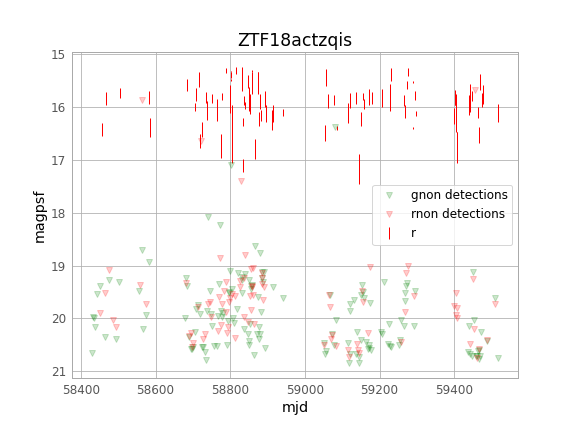 ZTF18actzqis
15
16
17
18
19
20
21
magpsf
gnon detections
rnon detections
r
58400 58600 58800 59000 59200 59400
mjd